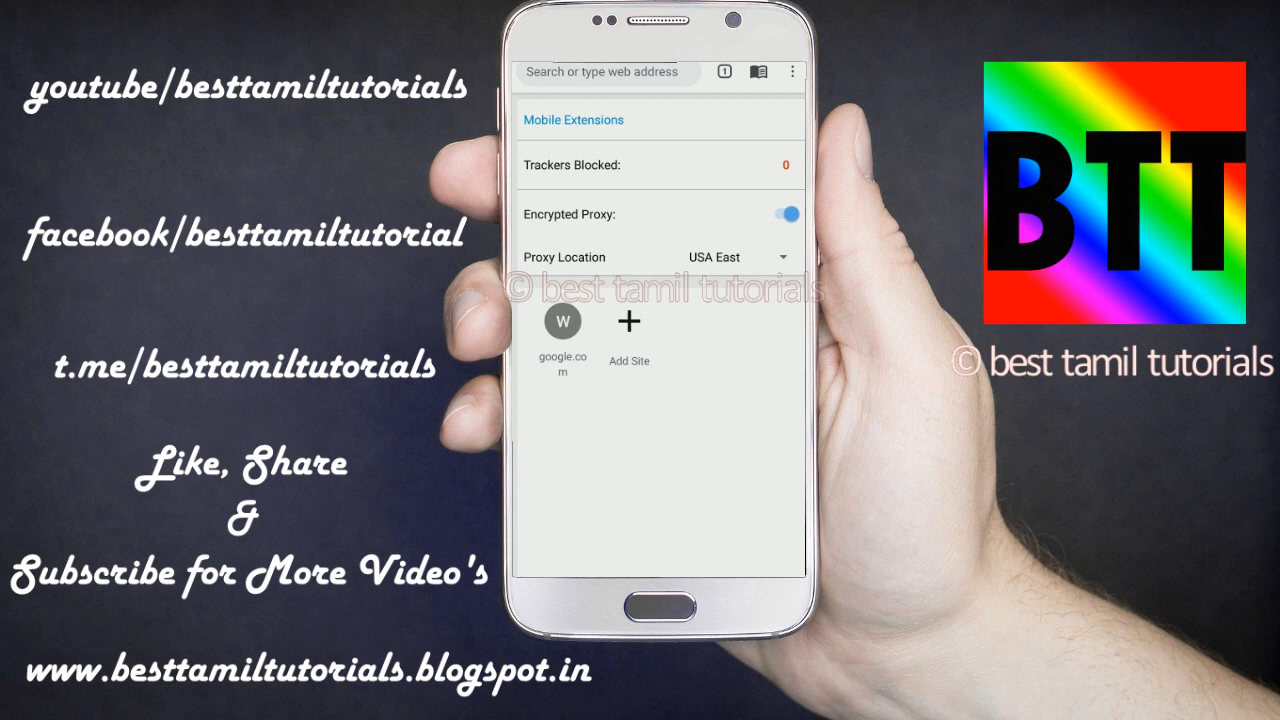 youtube/besttamiltutorials
facebook/besttamiltutorial
t.me/besttamiltutorials
Like, Share
&
Subscribe for More Video's
www.besttamiltutorials.blogspot.in
Search or type web address
1
Mobile Extensions
Trackers Blocked: 0
Encrypted Proxy:
Proxy Location USA East
© best tamil tutorials
W
google.co
m
+
Add Site
BTT
© best tamil tutorials